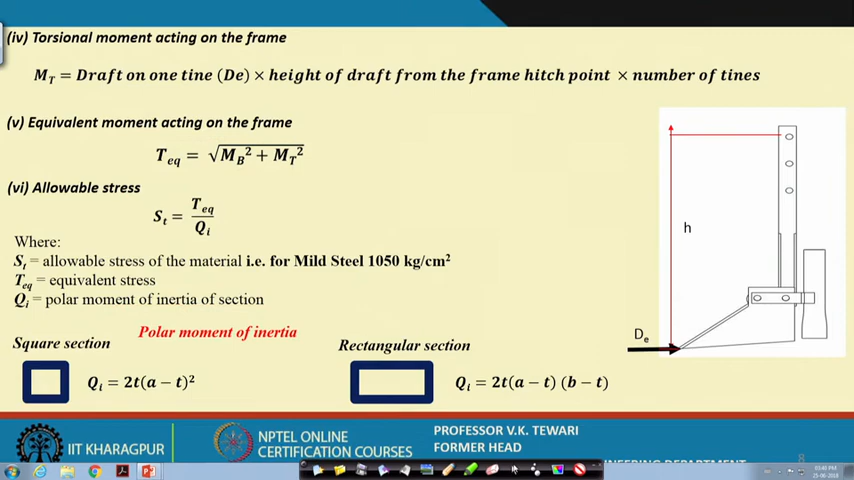 (iv) Torsional moment acting on the frame
M_T = Draft on one tine (De) × height of draft from the frame hitch point × number of tines
(v) Equivalent moment acting on the frame
T_eq = √M_B² + M_T²
(vi) Allowable stress
S_t = T_eq / Q_i
Where:
S_t = allowable stress of the material i.e. for Mild Steel 1050 kg/cm²
T_eq = equivalent stress
Q_i = polar moment of inertia of section
Polar moment of inertia
Square section
Q_i = 2t(a − t)²
Rectangular section
Q_i = 2t(a − t) (b − t)
h
D_e
IIT KHARAGPUR
NPTEL ONLINE
CERTIFICATION COURSES
PROFESSOR V.K. TEWARI
FORMER HEAD
DEPARTMENT
8